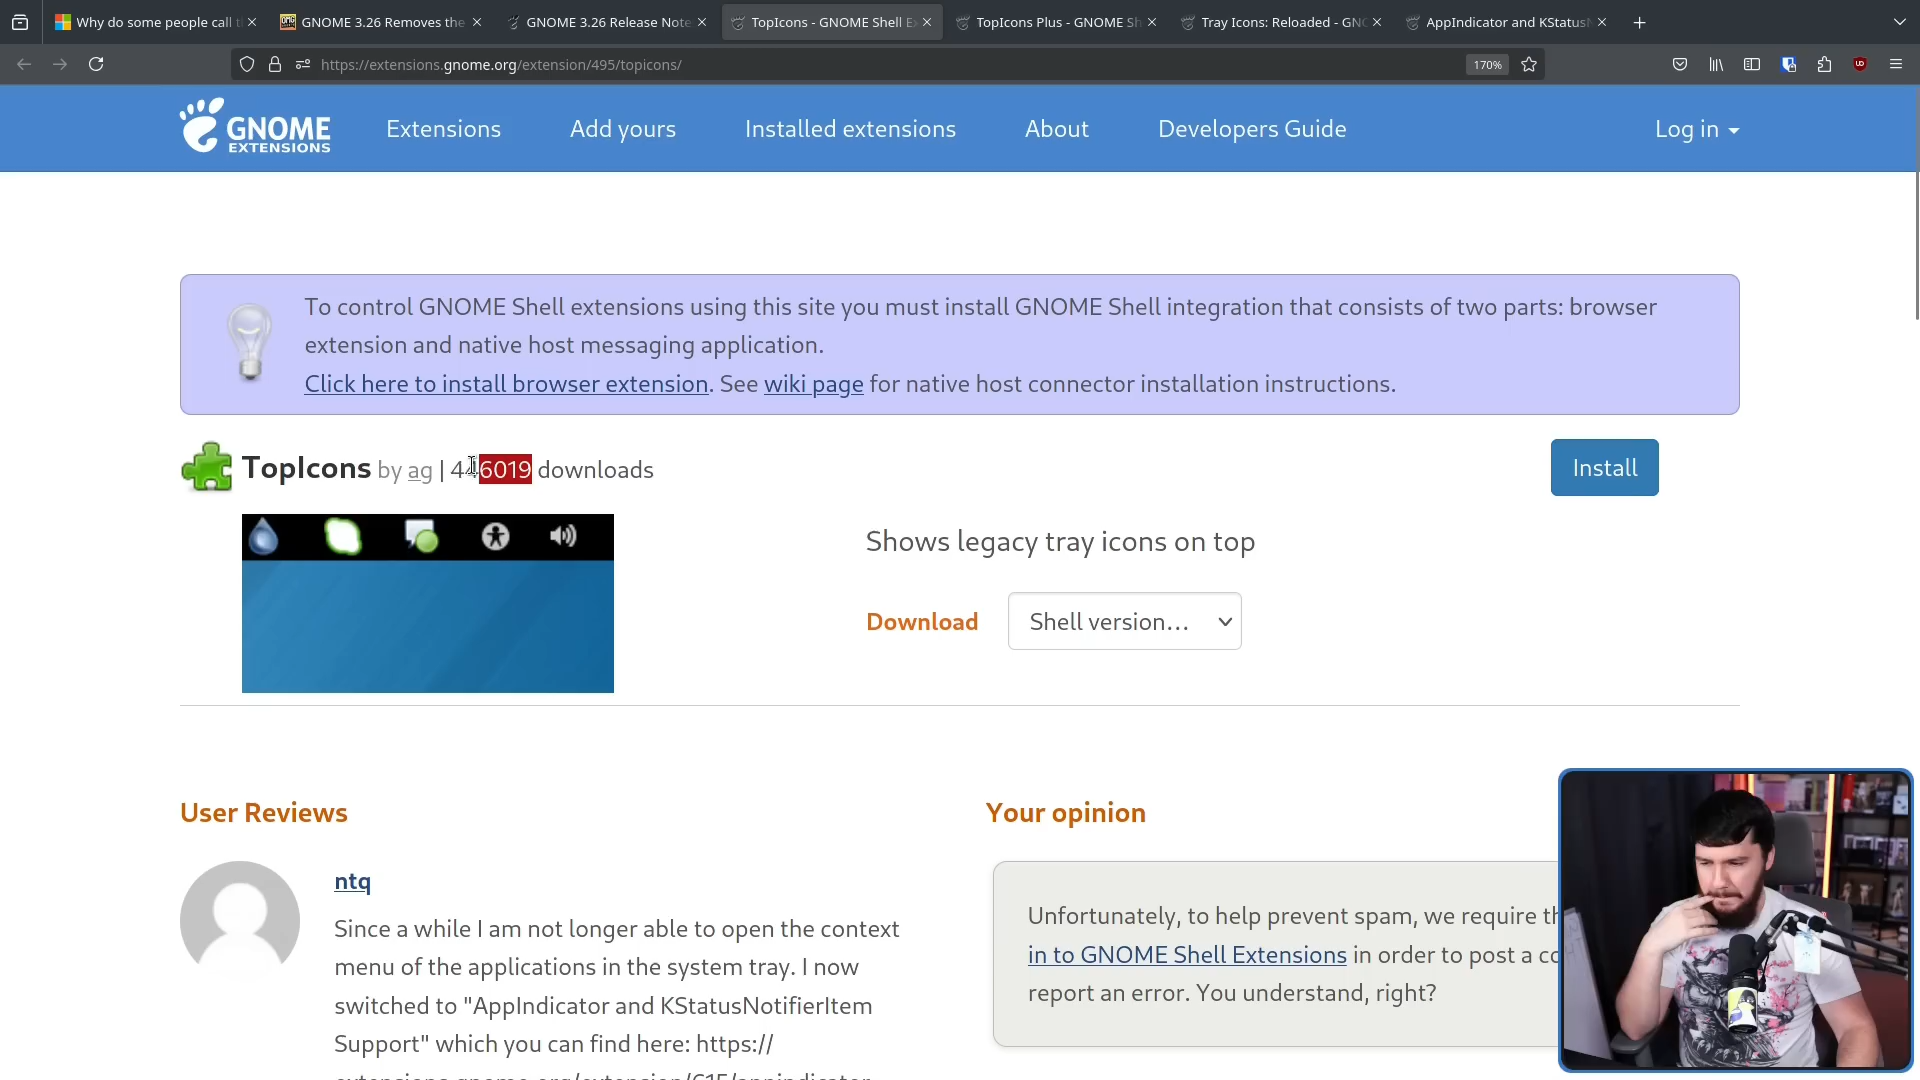 Why do some people call t
GNOME 3.26 Removes the
GNOME 3.26 Release Note
TopIcons - GNOME Shell E
TopIcons Plus - GNOME Sh
Tray Icons: Reloaded - GNO
AppIndicator and KStatusN
https://extensions.gnome.org/extension/495/topicons/
170%
GNOME
EXTENSIONS
Extensions
Add yours
Installed extensions
About
Developers Guide
Log in
To control GNOME Shell extensions using this site you must install GNOME Shell integration that consists of two parts: browser
extension and native host messaging application.
Click here to install browser extension. See wiki page for native host connector installation instructions.
TopIcons by ag | 446019 downloads
Install
Shows legacy tray icons on top
Download
Shell version...
User Reviews
Your opinion
ntq
Since a while I am not longer able to open the context
menu of the applications in the system tray. I now
switched to "AppIndicator and KStatusNotifierItem
Support" which you can find here: https://
extensions.gnome.org/extension/615/appindicator
Unfortunately, to help prevent spam, we require th
in to GNOME Shell Extensions in order to post a co
report an error. You understand, right?